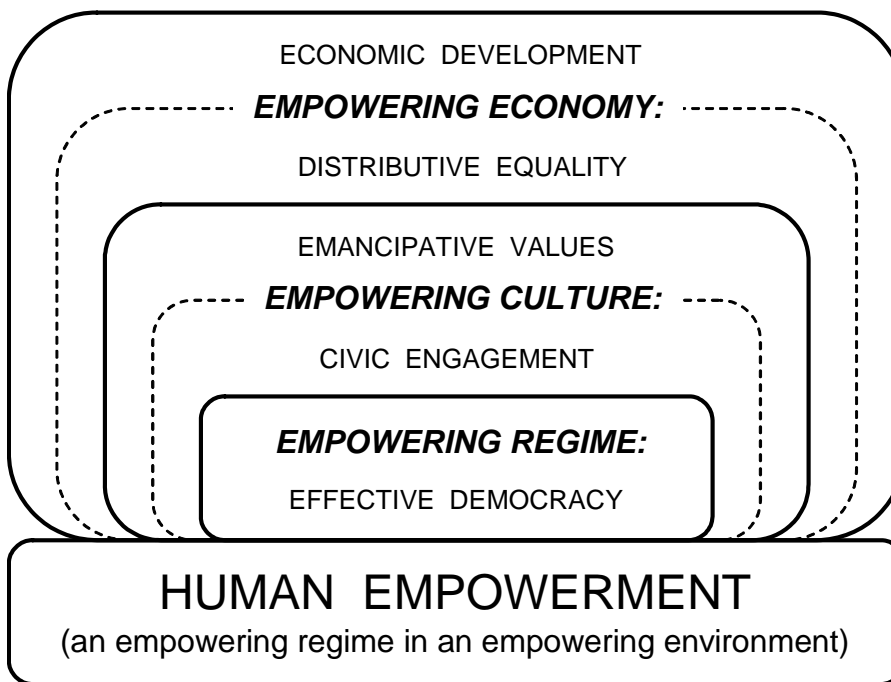 ECONOMIC DEVELOPMENT
EMPOWERING ECONOMY:
DISTRIBUTIVE EQUALITY
EMANCIPATIVE VALUES
EMPOWERING CULTURE:
CIVIC ENGAGEMENT
EMPOWERING REGIME:
EFFECTIVE DEMOCRACY
HUMAN EMPOWERMENT
(an empowering regime in an empowering environment)